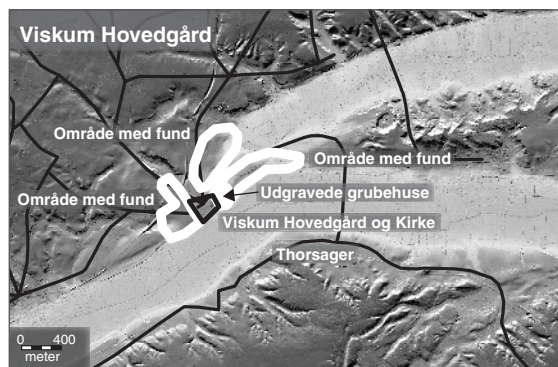 Viskum Hovedgård
Område med fund
Område med fund
Område med fund
Udgravede grubehuse
Viskum Hovedgård og Kirke
Thorsager
0 400
meter